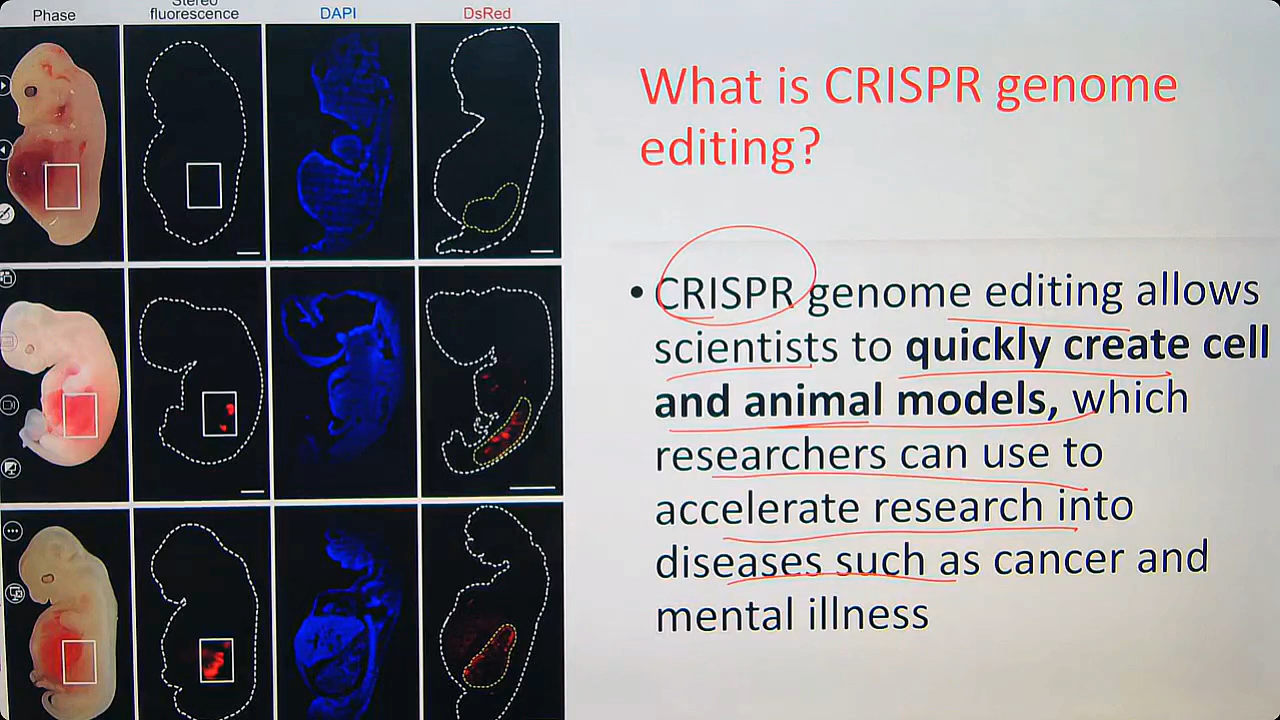 Phase
Stereo
fluorescence
DAPI
DsRed
What is CRISPR genome
editing?
• CRISPR genome editing allows
scientists to quickly create cell
and animal models, which
researchers can use to
accelerate research into
diseases such as cancer and
mental illness